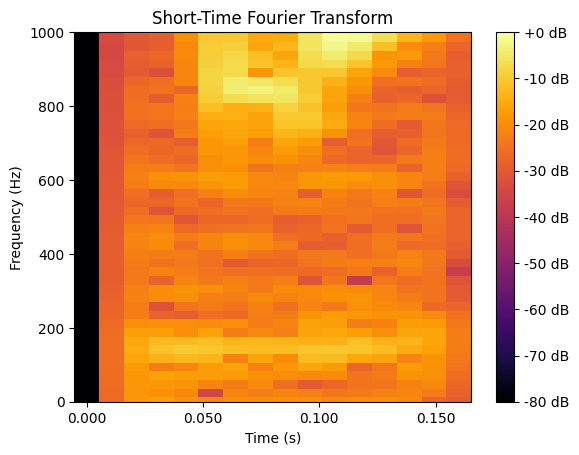 Short-Time Fourier Transform
1000
800
600
400
200
0
Frequency (Hz)
0.000
0.050
0.100
0.150
Time (s)
+0 dB
-10 dB
-20 dB
-30 dB
-40 dB
-50 dB
-60 dB
-70 dB
-80 dB